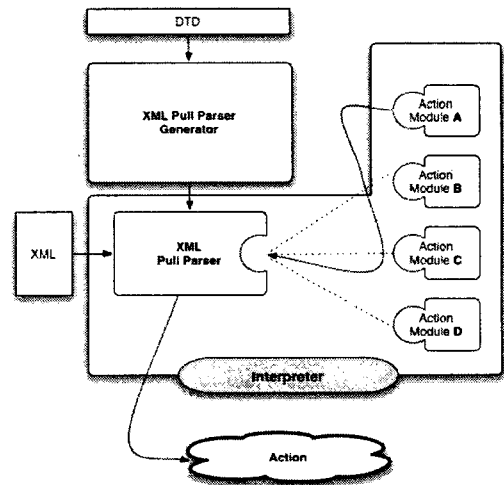 DTD
XML Pull Parser
Generator
Action
Module A
Action
Module B
XML
XML
Pull Parser
Action
Module C
Action
Module D
Interpreter
Action